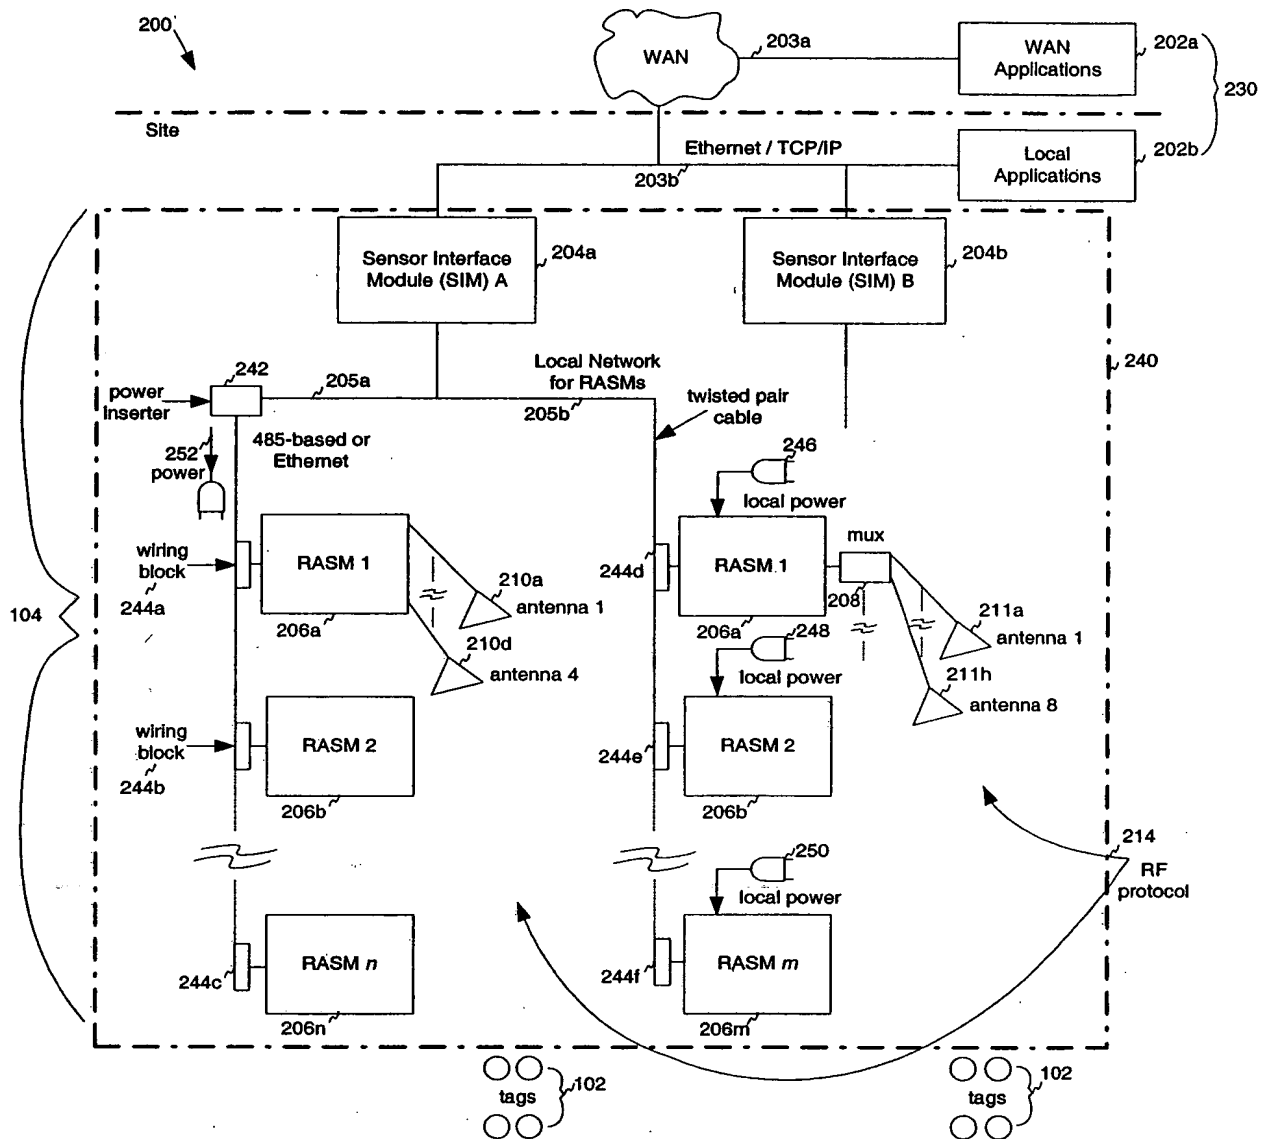 200
WAN
203a
WAN
Applications
202a
230
Site
Ethernet / TCP/IP
203b
Local
Applications
202b
Sensor Interface
Module (SIM) A
204a
Sensor Interface
Module (SIM) B
204b
240
242
power
inserter
205a
Local Network
for RASMs
205b
twisted pair
cable
485-based or
Ethernet
252
power
246
local power
wiring
block
244a
RASM 1
206a
210a
antenna 1
210d
antenna 4
244d
RASM 1
206a
mux
208
211a
antenna 1
211h
antenna 8
104
248
local power
wiring
block
244b
RASM 2
206b
244e
RASM 2
206b
214
RF
protocol
250
local power
244c
RASM n
206n
244f
RASM m
206m
tags
102
tags
102